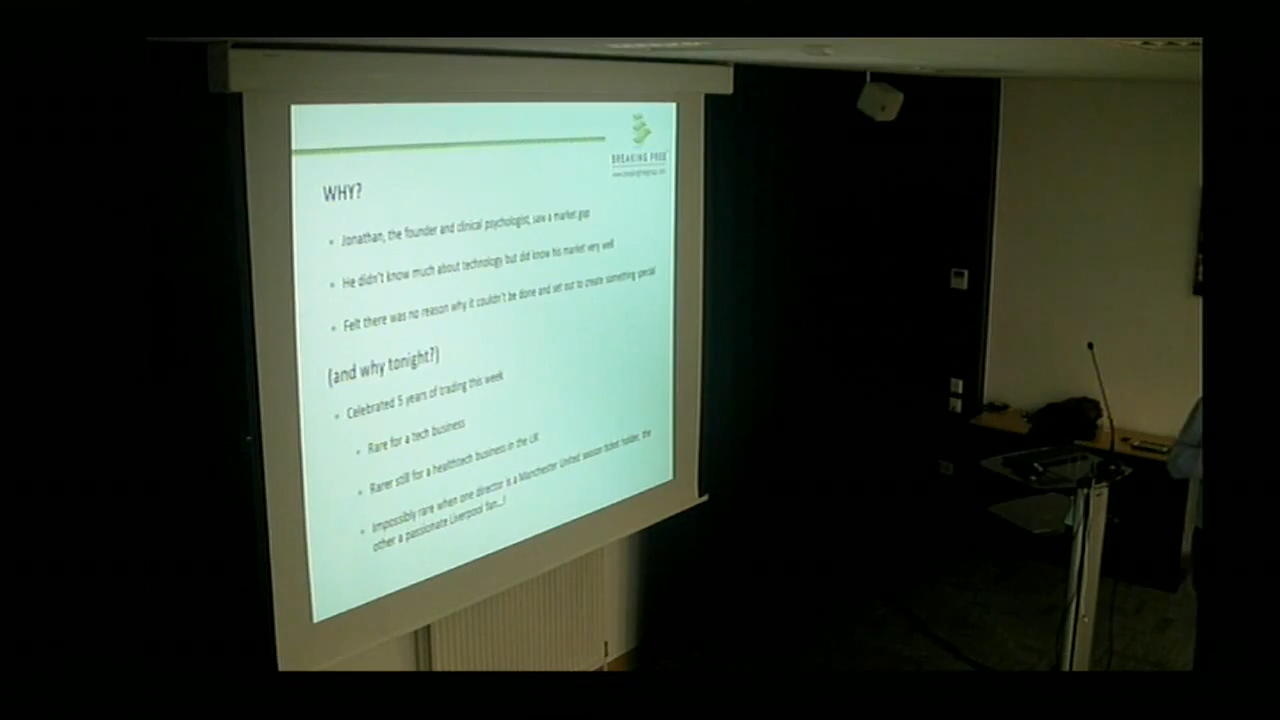 BREAKING FREE
WHY?
Jonathan, the founder and clinical psychologist, saw a market gap
He didn't know much about technology but did know his market very well
Felt there was no reason why it couldn't be done and set out to create something special
(and why tonight?)
Celebrated 5 years of trading this week
Rare for a tech business
Rarer still for a healthtech business in the UK
Impossibly rare when one director is a Manchester United season ticket holder, the
other a passionate Liverpool fan...!